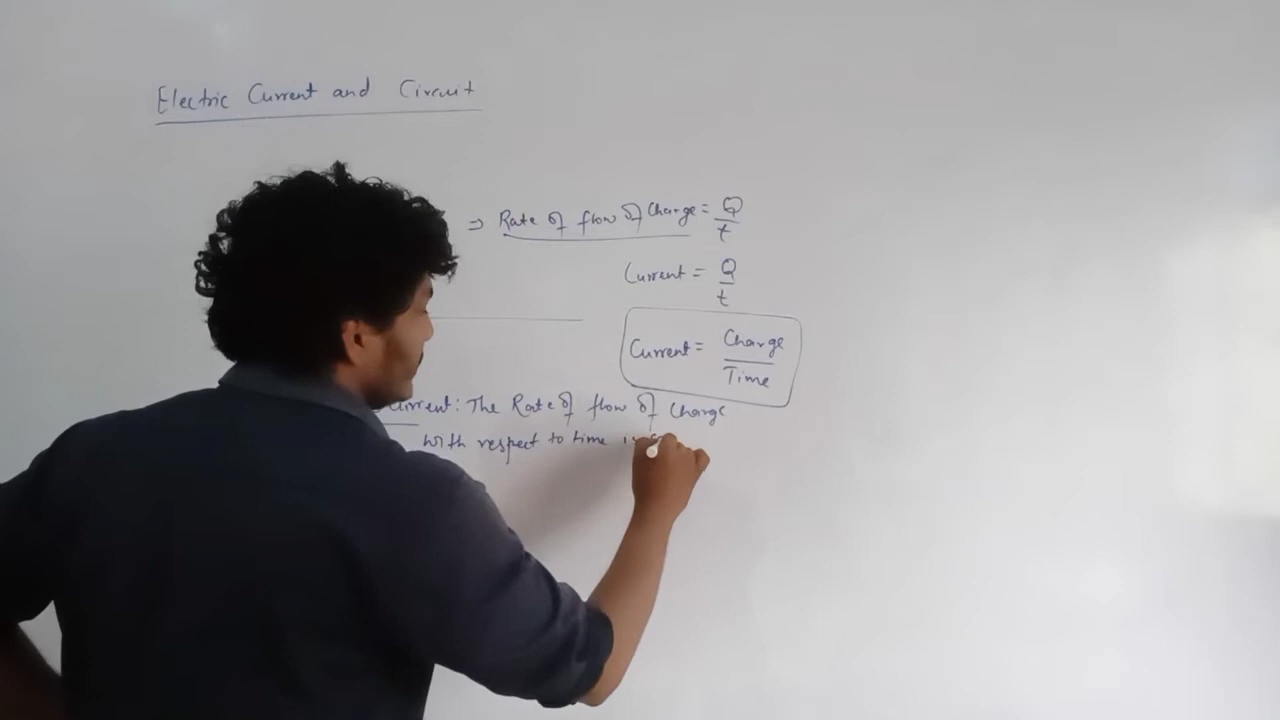 Electric Current and Circuit
⇒ Rate of flow of Charge = Q/t
Current = Q/t
Current = Charge/Time
Current: The Rate of flow of Charge
with respect to time